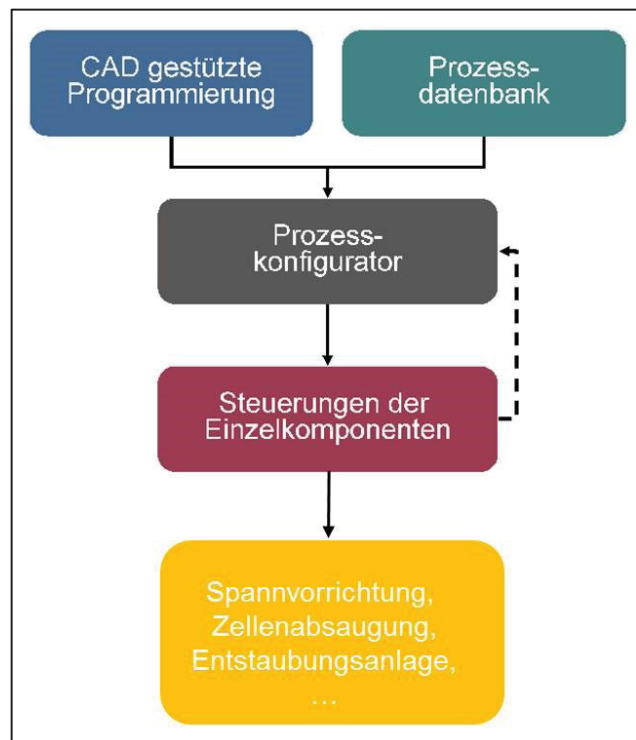 CAD gestützte
Programmierung
Prozess-
datenbank
Prozess-
konfigurator
Steuerungen der
Einzelkomponenten
Spannvorrichtung,
Zellenabsaugung,
Entstaubungsanlage,
...